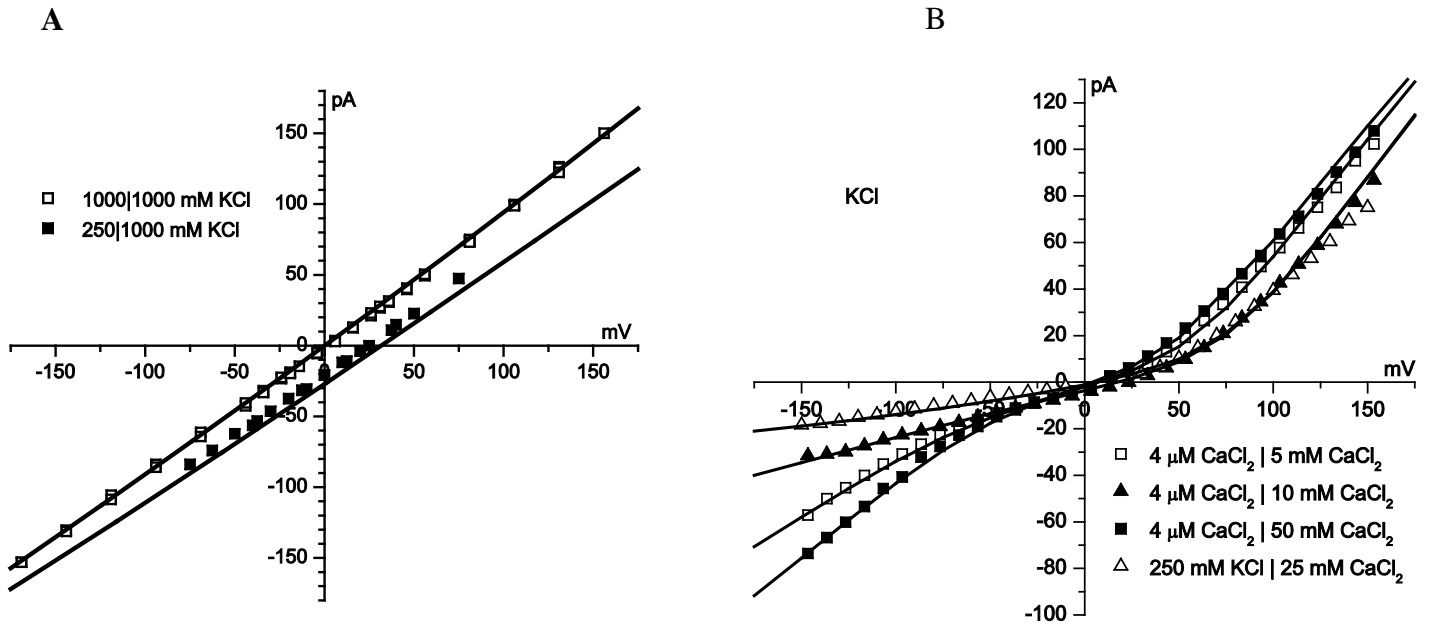 A
pA
150
100
50
0
mV
-150
-100
-50
50
100
150
-50
-100
-150
1000|1000 mM KCl
250|1000 mM KCl
B
pA
120
100
80
60
40
20
0
mV
-150
-100
-50
0
50
100
150
-20
-40
-60
-80
-100
KCl
4 μM CaCl₂ | 5 mM CaCl₂
4 μM CaCl₂ | 10 mM CaCl₂
4 μM CaCl₂ | 50 mM CaCl₂
250 mM KCl | 25 mM CaCl₂